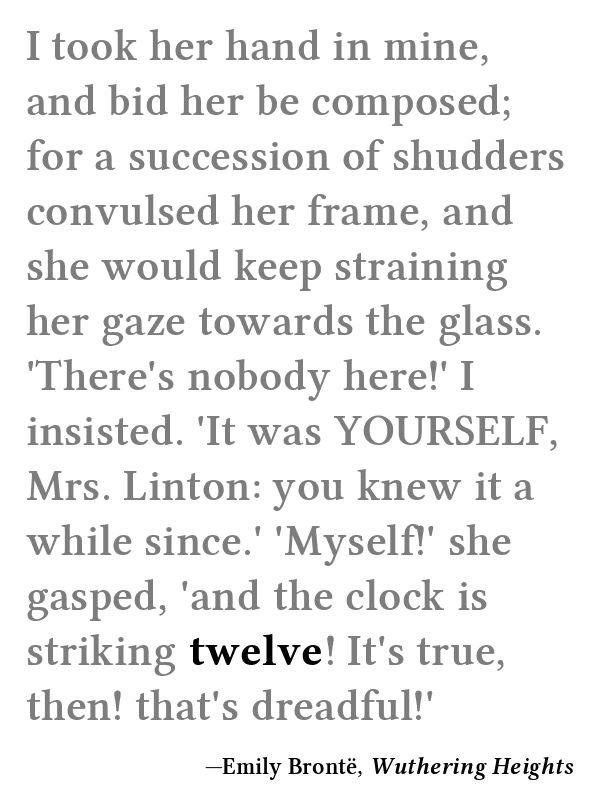 I took her hand in mine,
and bid her be composed;
for a succession of shudders
convulsed her frame, and
she would keep straining
her gaze towards the glass.
'There's nobody here!' I
insisted. 'It was YOURSELF,
Mrs. Linton: you knew it a
while since.' 'Myself!' she
gasped, 'and the clock is
striking twelve! It's true,
then! that's dreadful!'
—Emily Brontë, Wuthering Heights